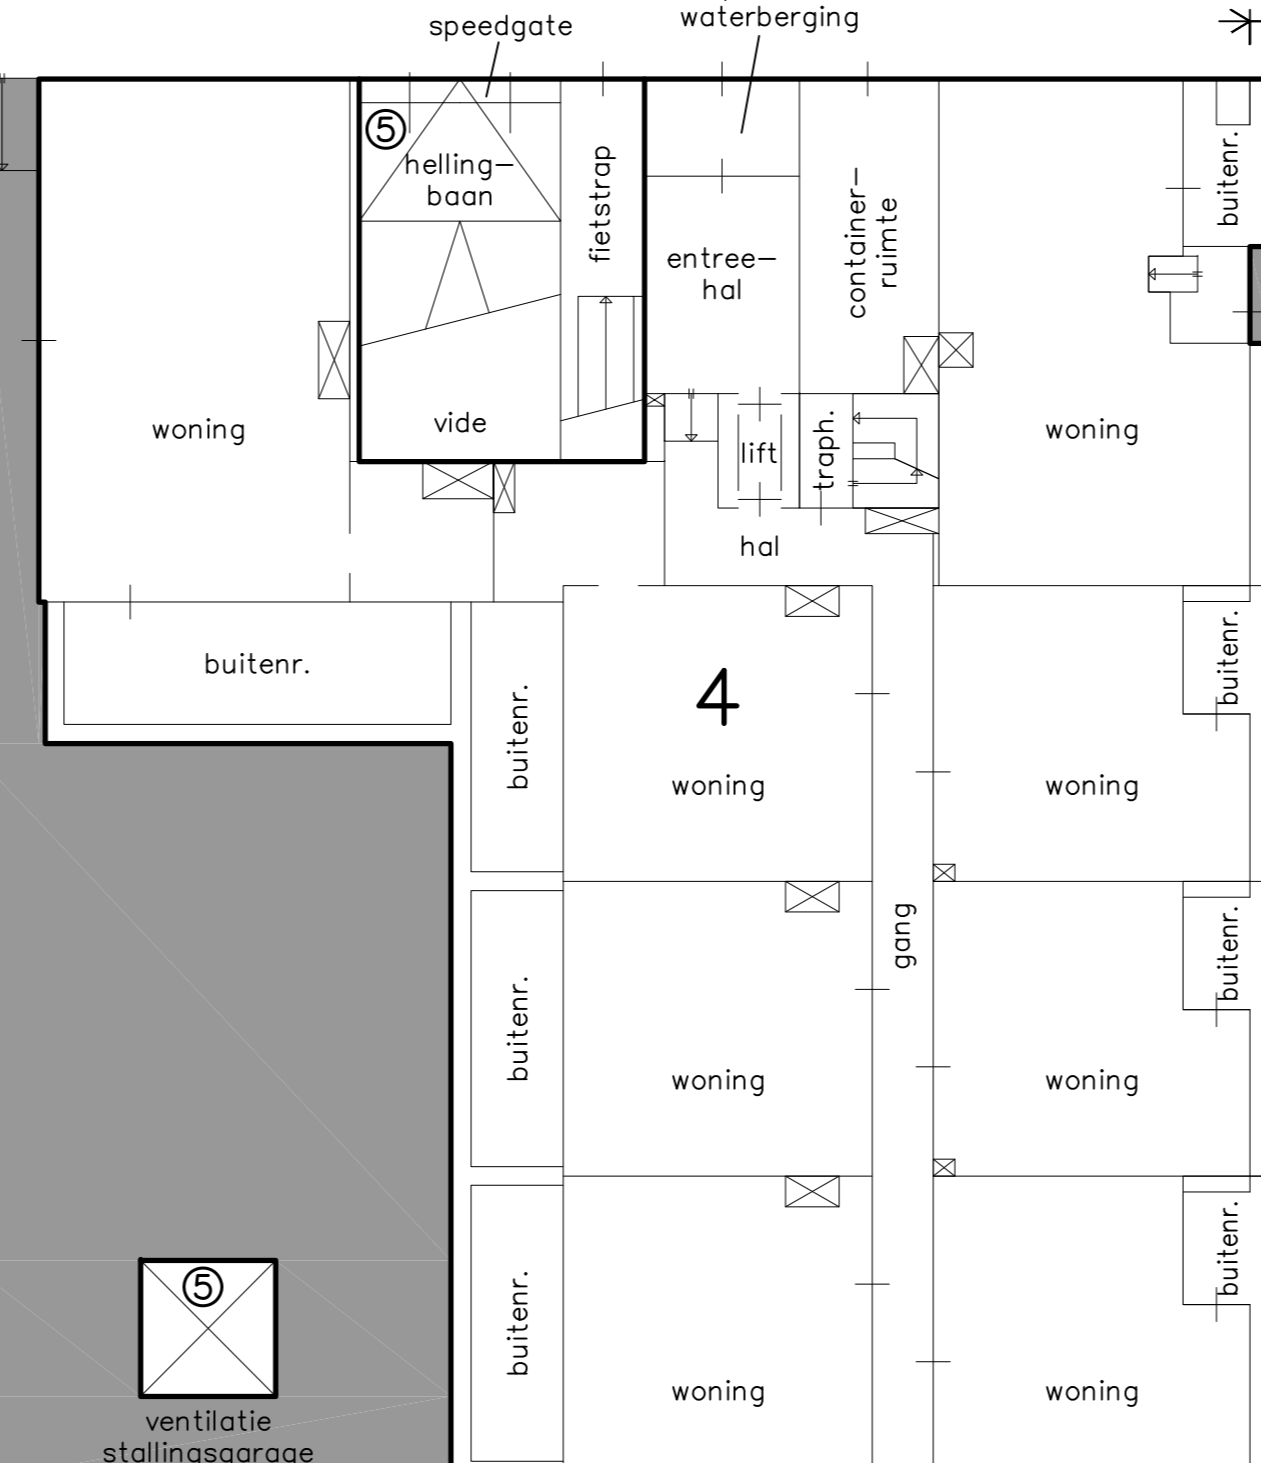 speedgate
waterberging
⑤
helling-
baan
fietstrap
entree-
hal
container-
ruimte
buitenr.
woning
vide
lift
traph.
woning
hal
buitenr.
buitenr.
4
woning
buitenr.
woning
gang
buitenr.
woning
buitenr.
woning
⑤
buitenr.
woning
buitenr.
woning
ventilatie
stallingsgarage